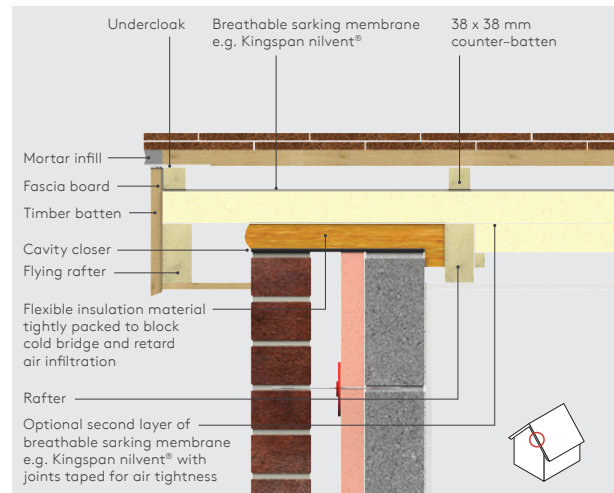 Undercloak
Breathable sarking membrane
e.g. Kingspan nilvent®
38 x 38 mm
counter–batten
Mortar infill
Fascia board
Timber batten
Cavity closer
Flying rafter
Flexible insulation material
tightly packed to block
cold bridge and retard
air infiltration
Rafter
Optional second layer of
breathable sarking membrane
e.g. Kingspan nilvent® with
joints taped for air tightness